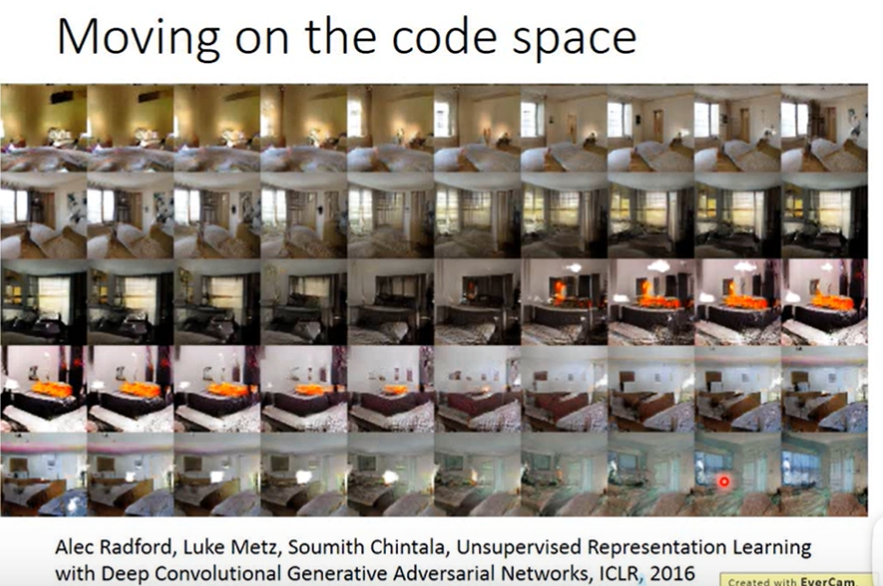 Moving on the code space
Alec Radford, Luke Metz, Soumith Chintala, Unsupervised Representation Learning
with Deep Convolutional Generative Adversarial Networks, ICLR, 2016
Created with EverCam.